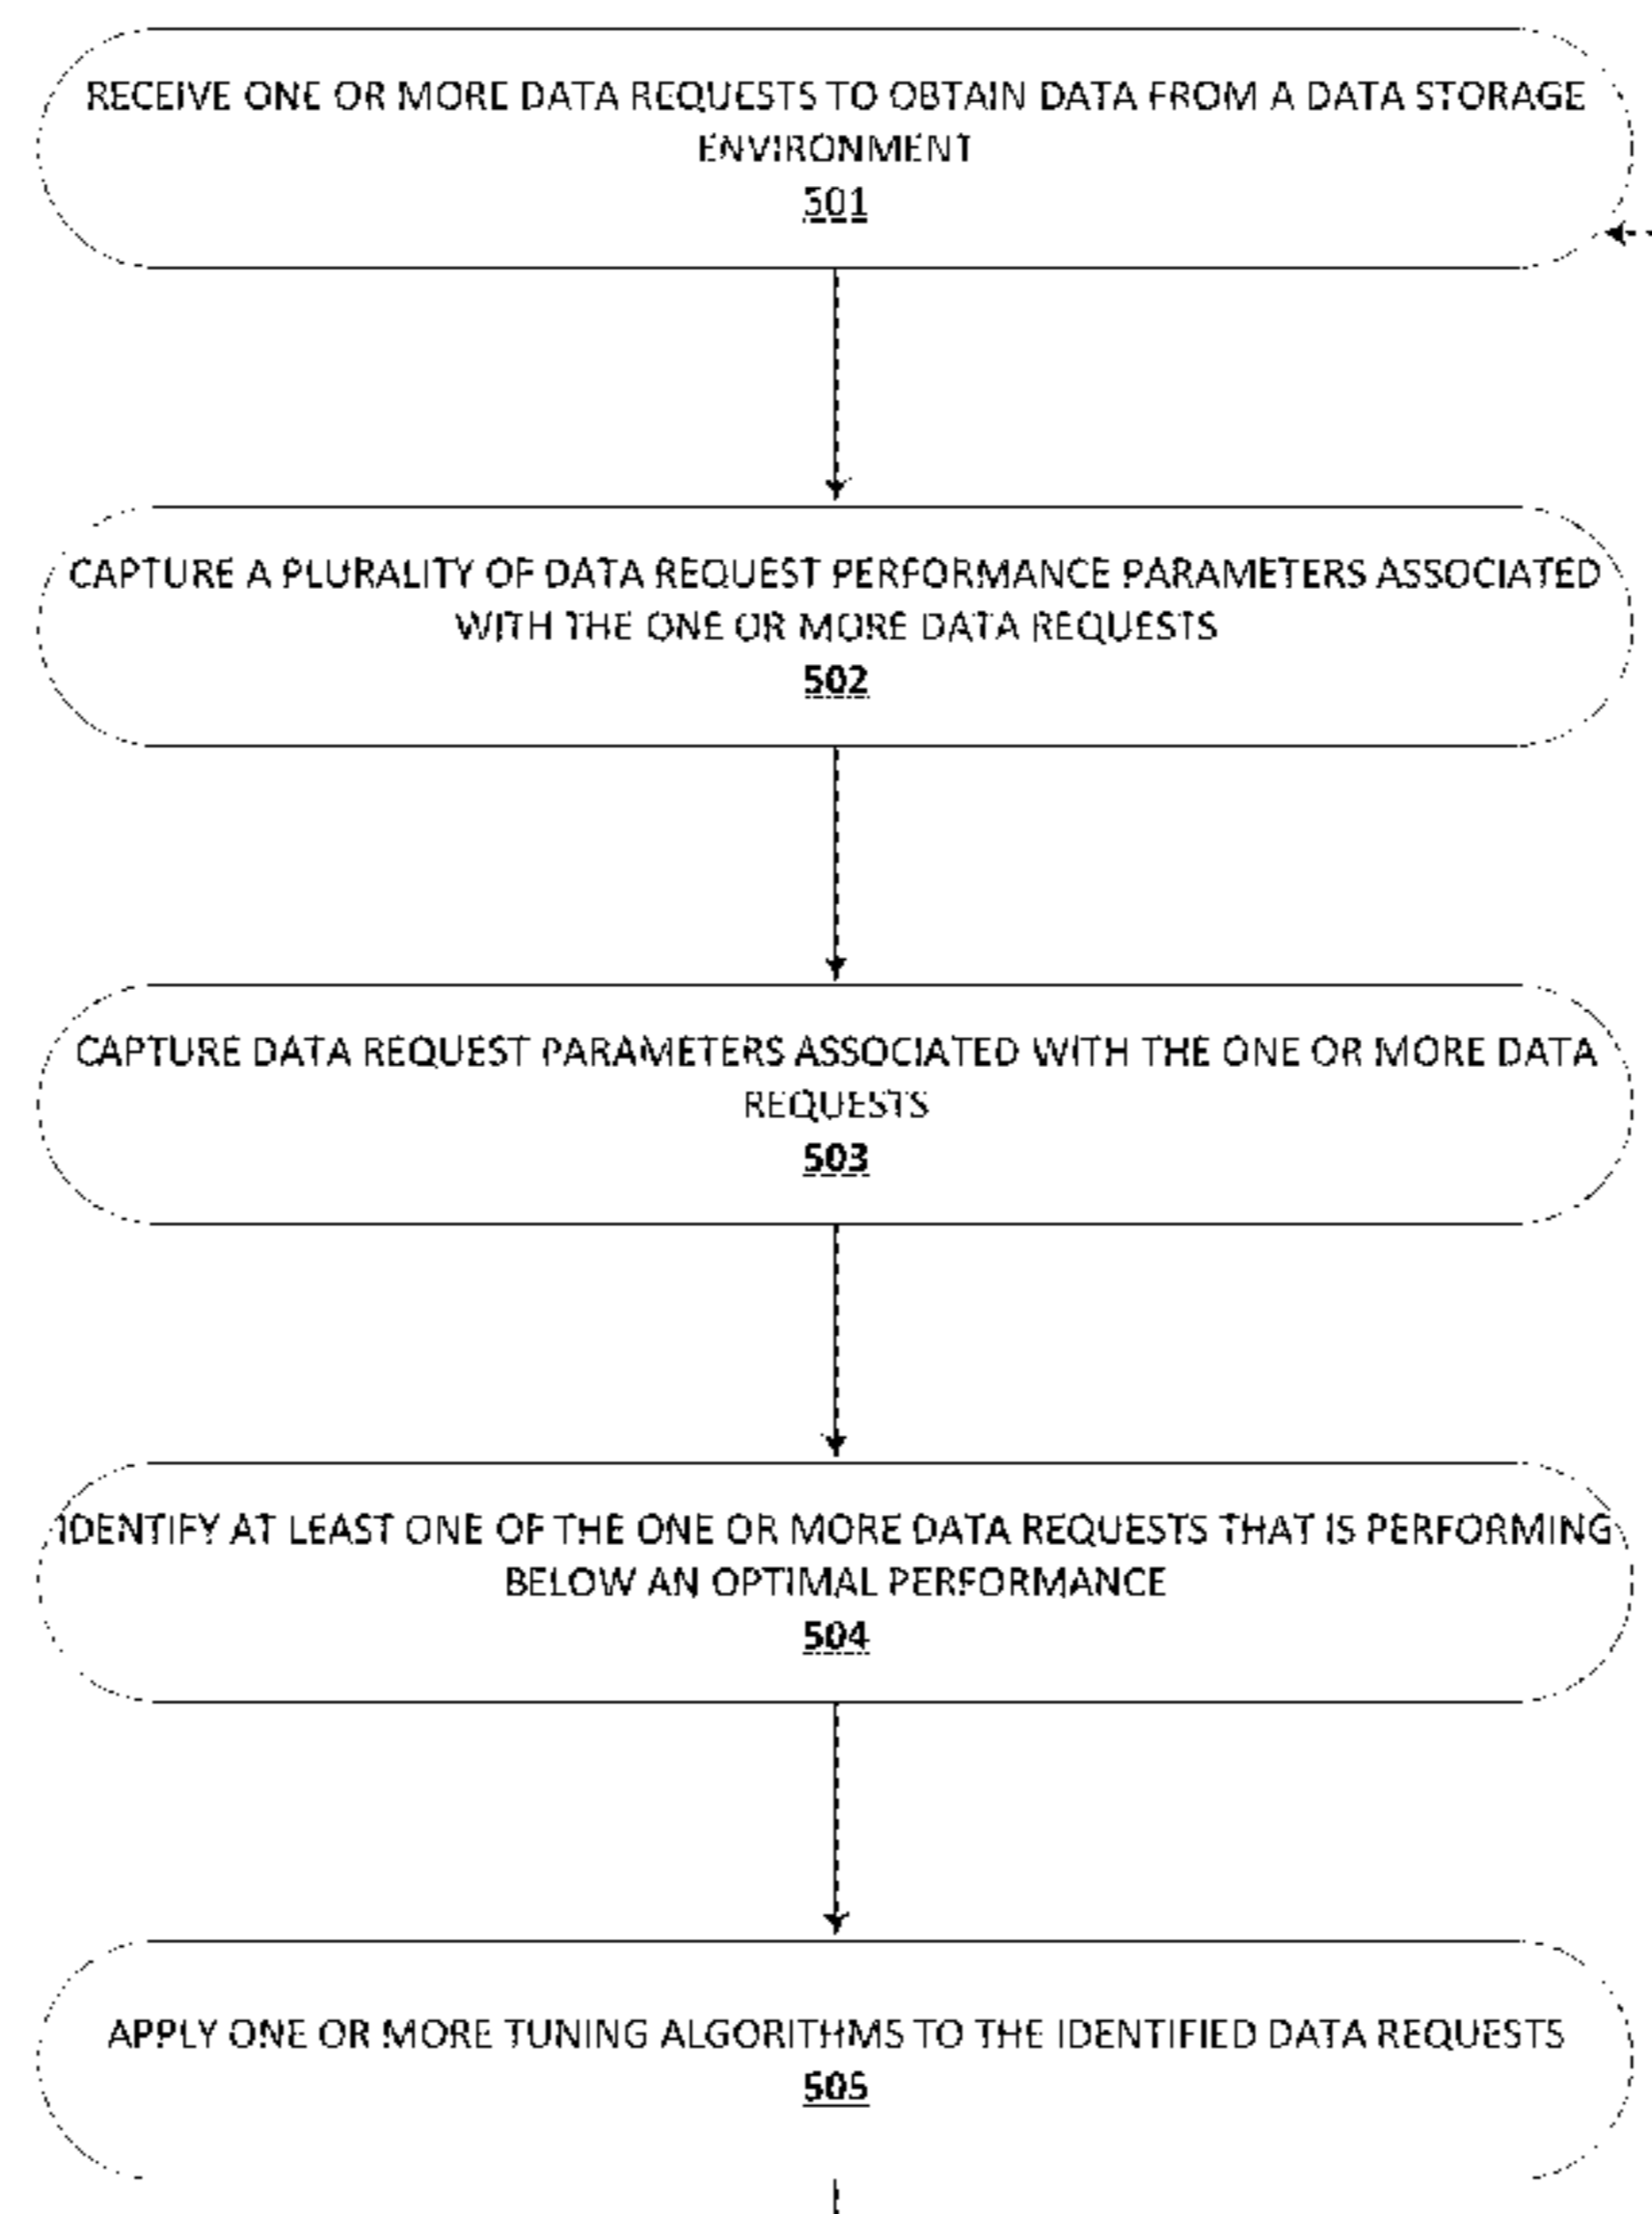 RECEIVE ONE OR MORE DATA REQUESTS TO OBTAIN DATA FROM A DATA STORAGE
ENVIRONMENT
501
CAPTURE A PLURALITY OF DATA REQUEST PERFORMANCE PARAMETERS ASSOCIATED
WITH THE ONE OR MORE DATA REQUESTS
502
CAPTURE DATA REQUEST PARAMETERS ASSOCIATED WITH THE ONE OR MORE DATA
REQUESTS
503
IDENTIFY AT LEAST ONE OF THE ONE OR MORE DATA REQUESTS THAT IS PERFORMING
BELOW AN OPTIMAL PERFORMANCE
504
APPLY ONE OR MORE TUNING ALGORITHMS TO THE IDENTIFIED DATA REQUESTS
505